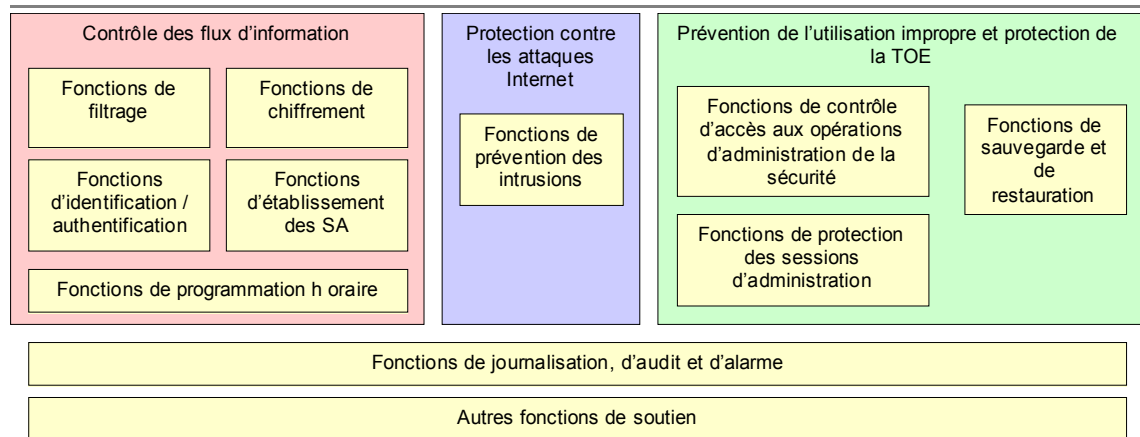 Contrôle des flux d'information
Fonctions de
filtrage
Fonctions de
chiffrement
Fonctions
d'identification /
authentification
Fonctions
d'établissement
des SA
Fonctions de programmation h oraire
Protection contre
les attaques
Internet
Fonctions de
prévention des
intrusions
Prévention de l'utilisation impropre et protection de
la TOE
Fonctions de contrôle
d'accès aux opérations
d'administration de la
sécurité
Fonctions de
sauvegarde et
de
restauration
Fonctions de protection
des sessions
d'administration
Fonctions de journalisation, d'audit et d'alarme
Autres fonctions de soutien